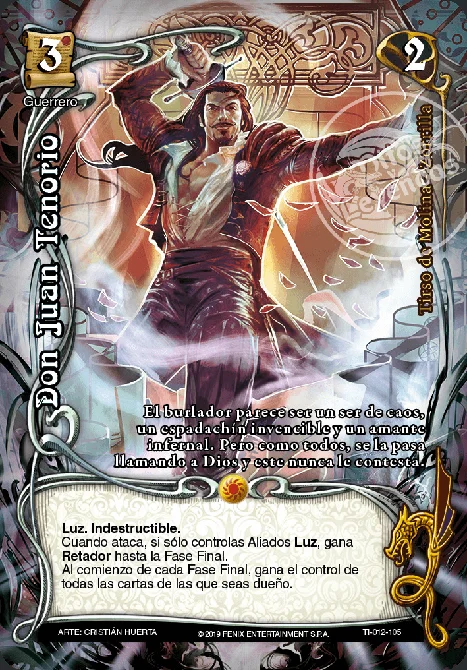 3
2
Guerrero
Don Juan Tenorio
Tirso de Molina / Zorrilla
El burlador parece ser un ser de caos,
un espadachín invencible y un amante
infernal. Pero como todos, se la pasa
llamando a Dios y este nunca le contesta.
Luz. Indestructible.
Cuando ataca, si sólo controlas Aliados Luz, gana
Retador hasta la Fase Final.
Al comienzo de cada Fase Final, gana el control de
todas las cartas de las que seas dueño.
ARTE: CRISTIÁN HUERTA
© 2019 FENIX ENTERTAINMENT S.P.A.
TI-012-105